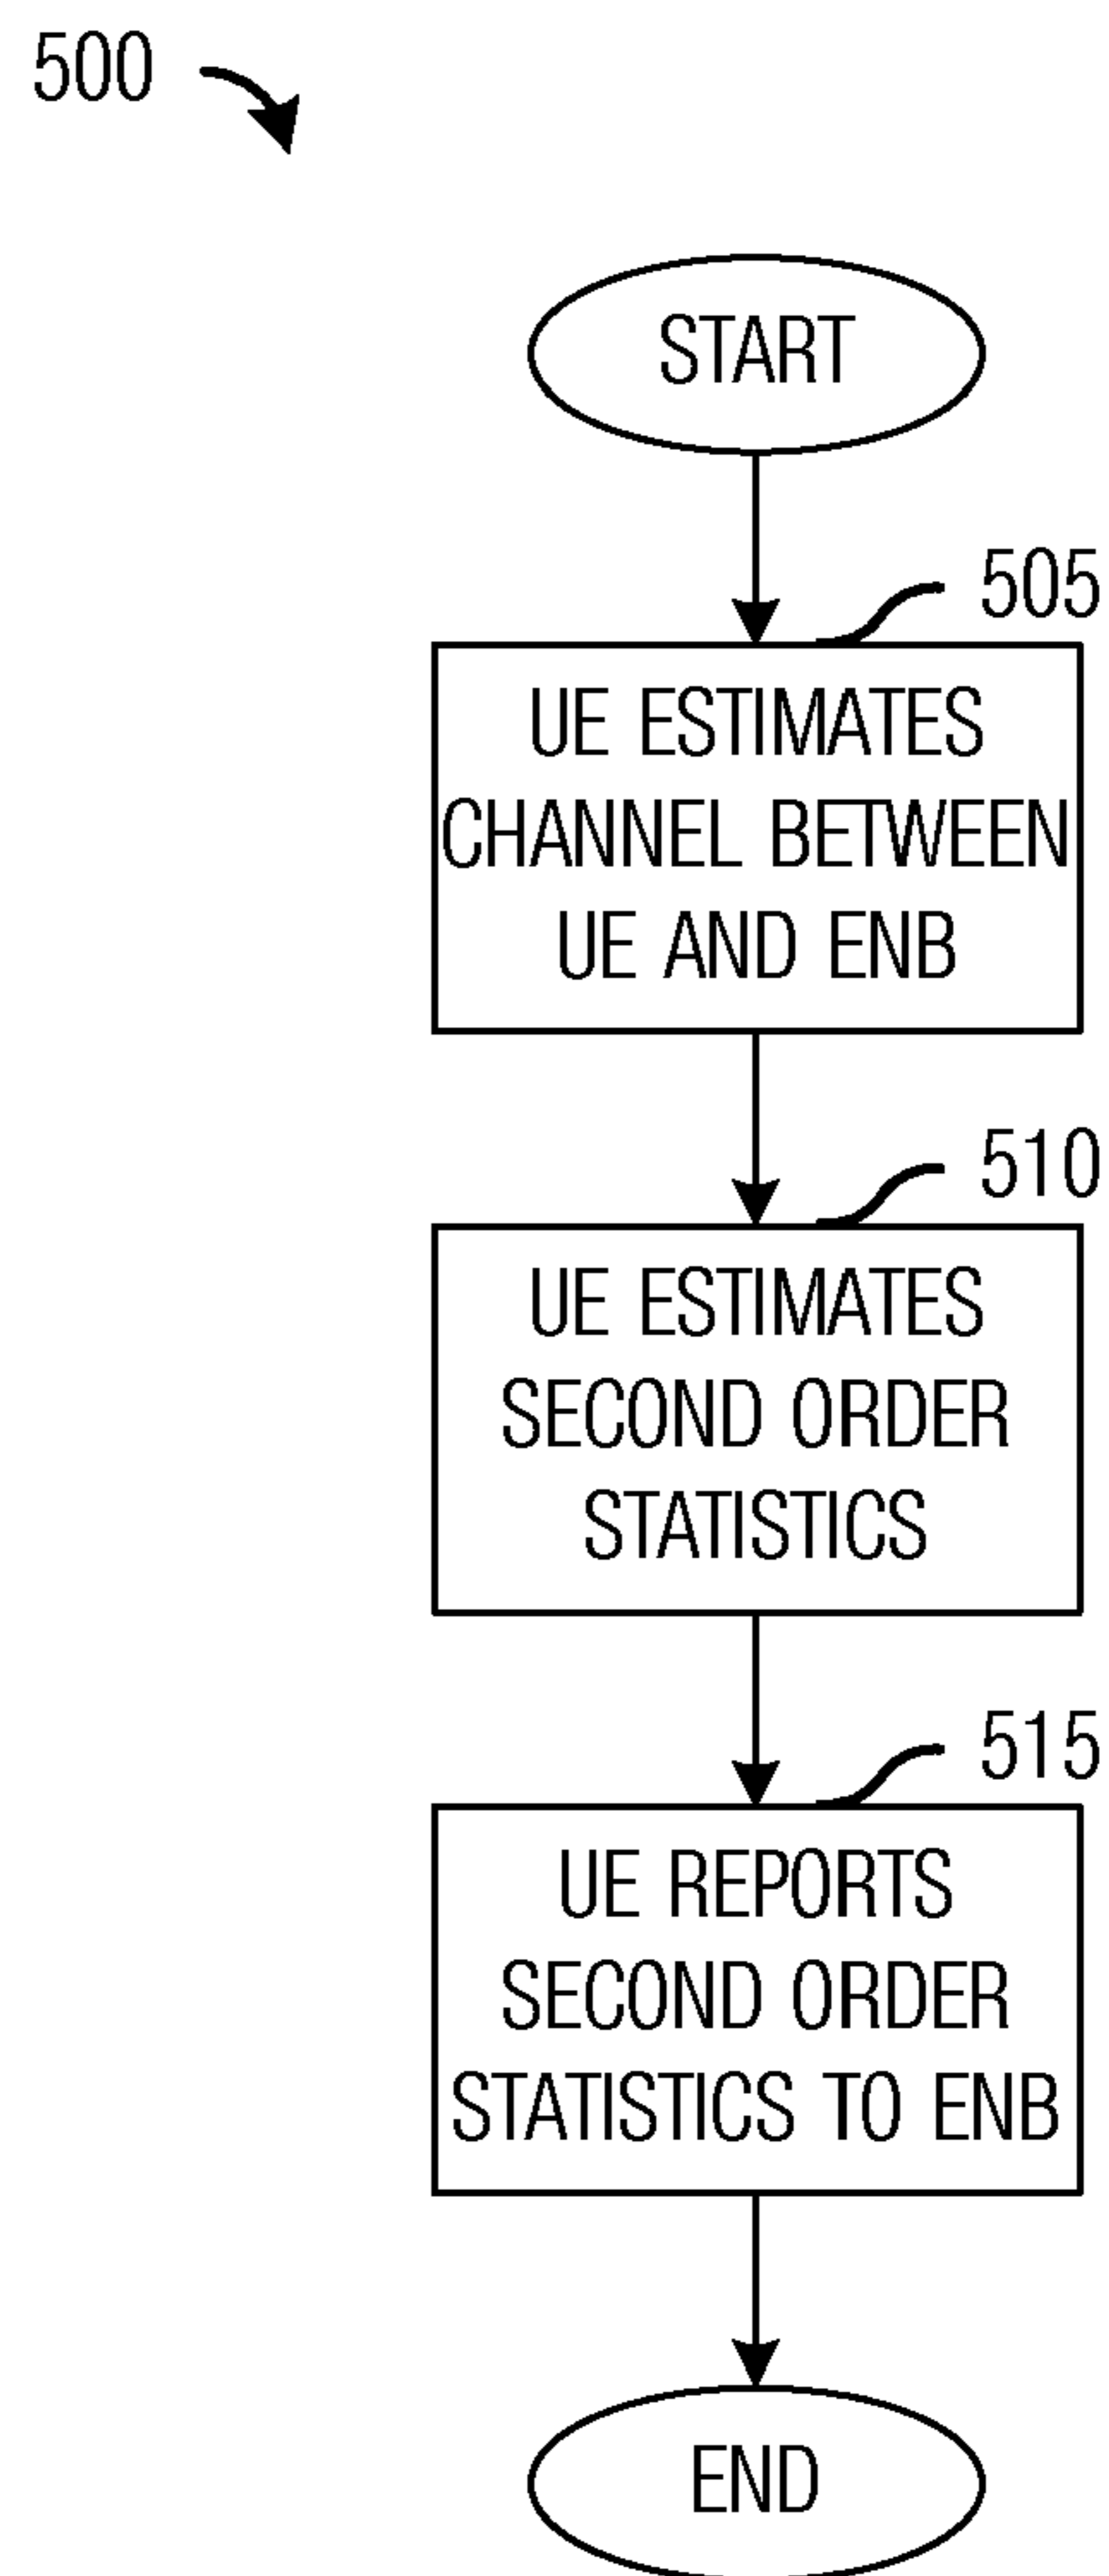 500
START
505
UE ESTIMATES
CHANNEL BETWEEN
UE AND ENB
510
UE ESTIMATES
SECOND ORDER
STATISTICS
515
UE REPORTS
SECOND ORDER
STATISTICS TO ENB
END